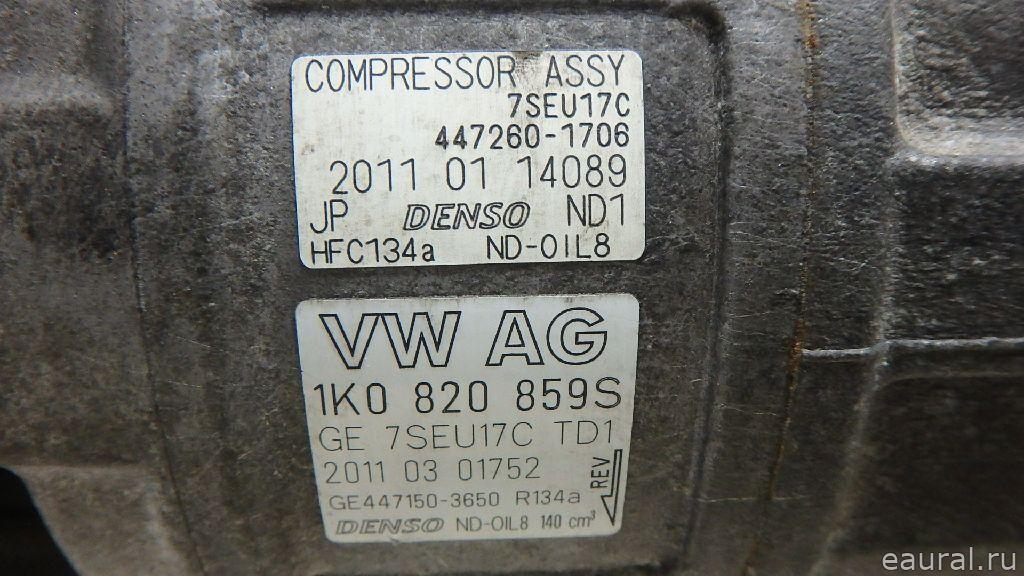 COMPRESSOR ASSY
7SEU17C
447260-1706
2011 01 14089
JP DENSO ND1
HFC134a ND-OIL8
VW AG
1K0 820 859S
GE 7SEU17C TD1
2011 03 01752
REV
GE447150-3650 R134a
DENSO ND-OIL8 140 cm³
eaural.ru